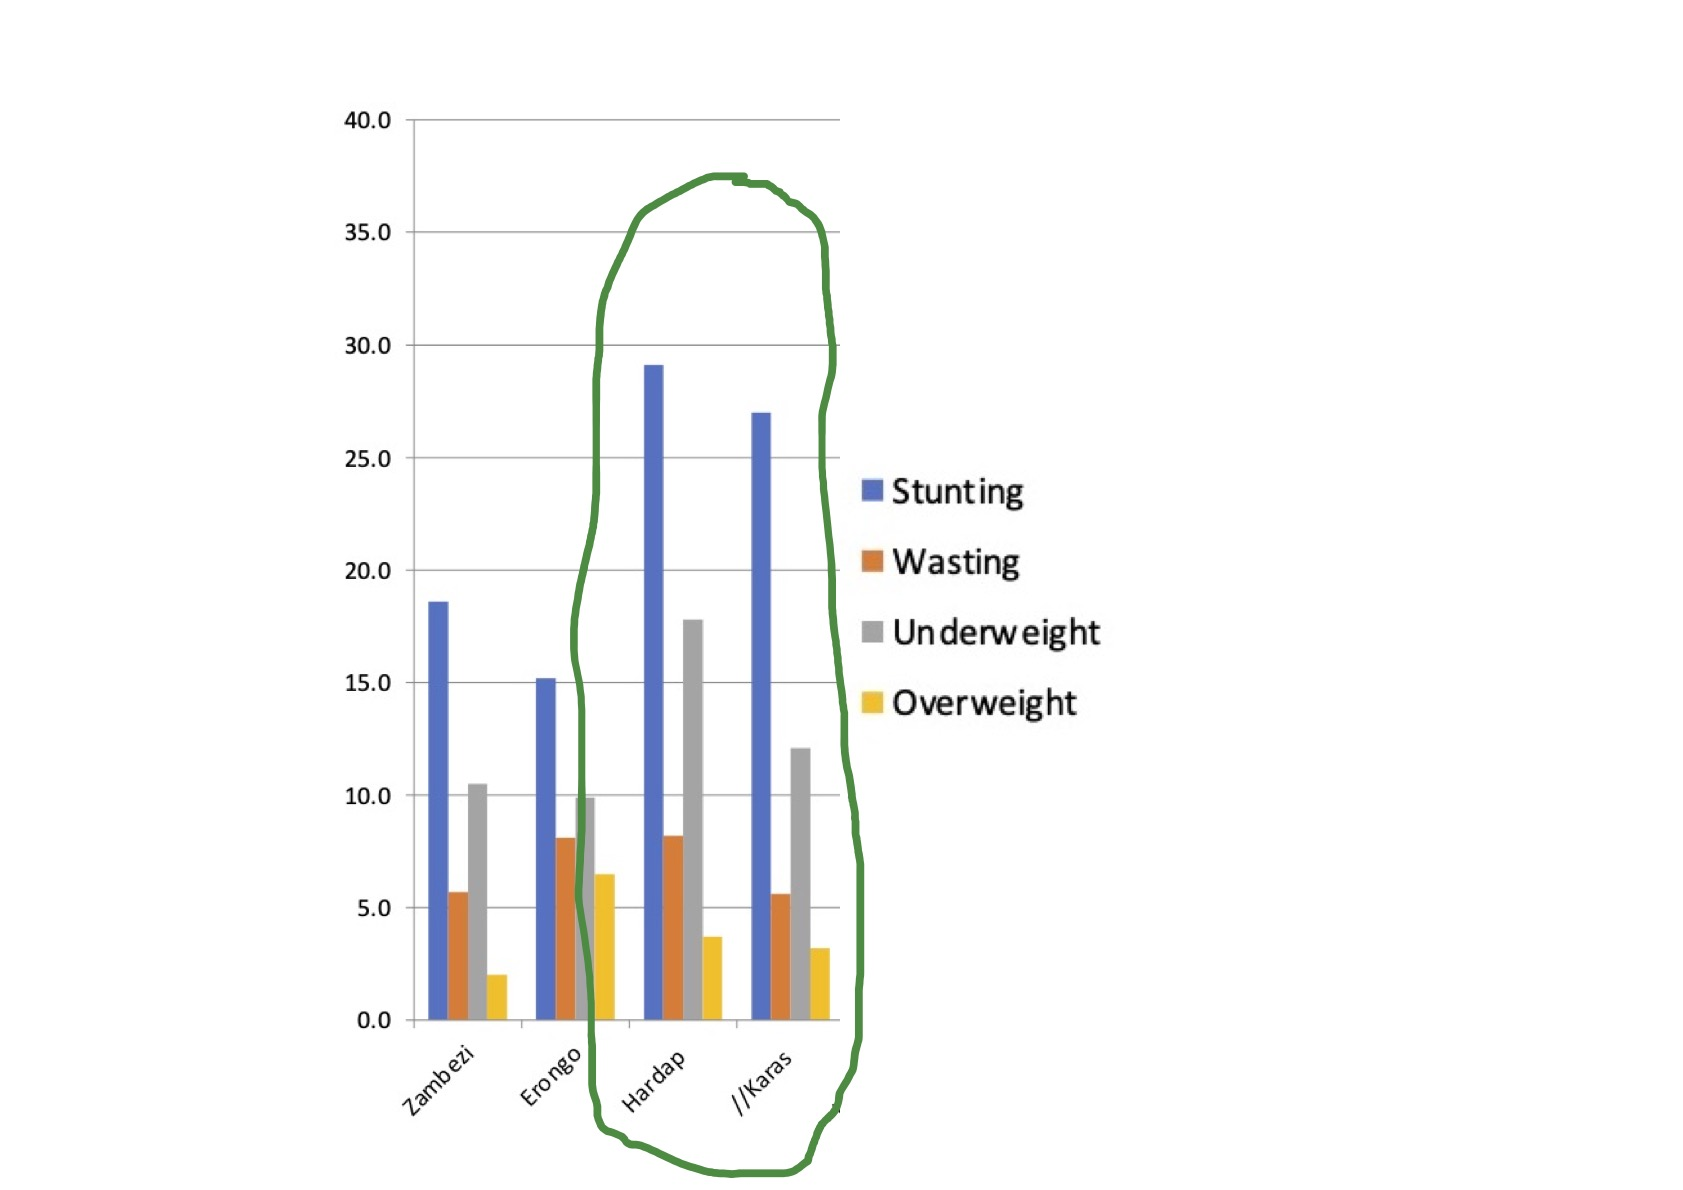 40.0
35.0
30.0
25.0
20.0
15.0
10.0
5.0
0.0
Zambezi
Erongo
Hardap
//Karas
Stunting
Wasting
Underweight
Overweight